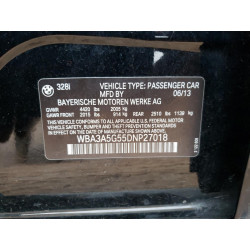 328i
VEHICLE TYPE: PASSENGER CAR
06/13
BAYERISCHE MOTOREN WERKE AG
GVWR 4420 lbs 2005 kg
GAWR FRONT 2015 lbs 914 kg GAWR REAR 2510 lbs 1139 kg
WBA3A5G55DNP27018
THIS VEHICLE CONFORMS TO ALL APPLICABLE
U.S. FEDERAL MOTOR VEHICLE SAFETY,
BUMPER, AND THEFT PREVENTION STANDARDS
IN EFFECT ON THE DATE OF
MANUFACTURE SHOWN ABOVE.